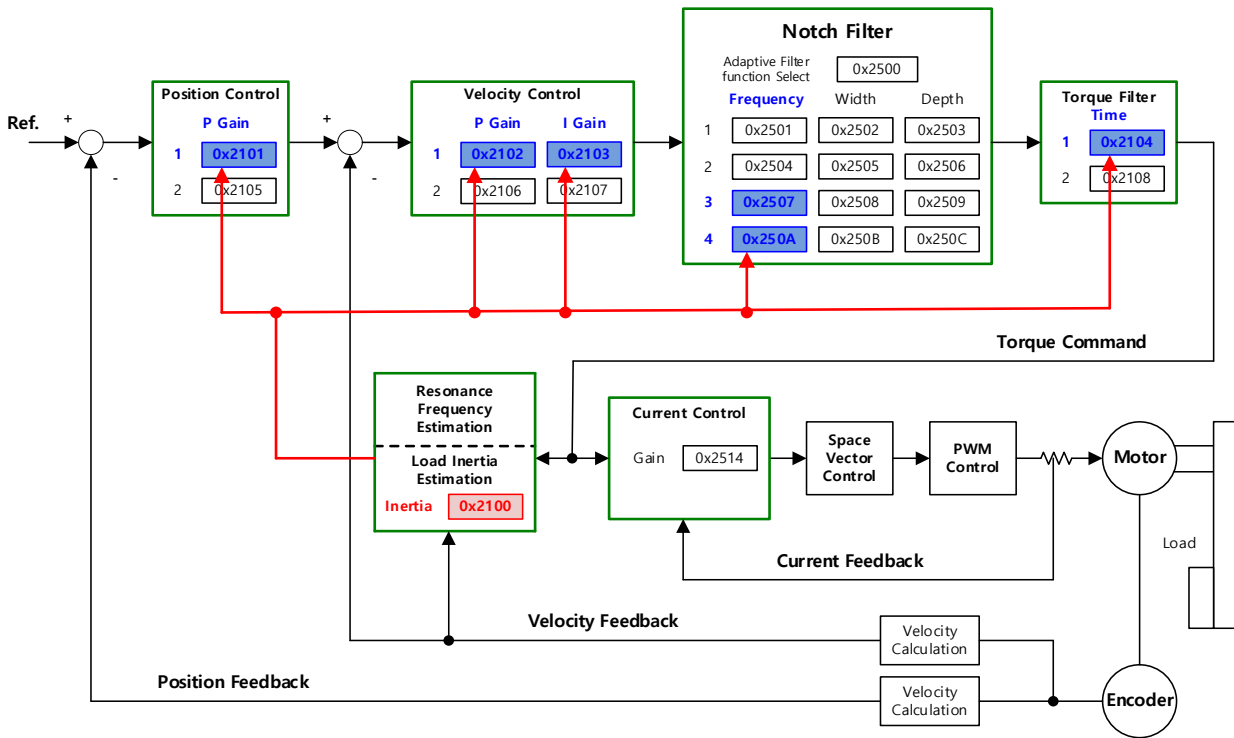 Notch Filter
Adaptive Filter
function Select
0x2500
Frequency Width Depth
1 0x2501 0x2502 0x2503
2 0x2504 0x2505 0x2506
3 0x2507 0x2508 0x2509
4 0x250A 0x250B 0x250C
Ref.
+
-
Position Control
P Gain
1 0x2101
2 0x2105
+
-
Velocity Control
P Gain I Gain
1 0x2102 0x2103
2 0x2106 0x2107
Torque Filter
Time
1 0x2104
2 0x2108
Torque Command
Resonance
Frequency
Estimation
Load Inertia
Estimation
Inertia 0x2100
Current Control
Gain 0x2514
Space
Vector
Control
PWM
Control
Motor
Load
Current Feedback
Velocity Feedback
Velocity
Calculation
Position Feedback
Velocity
Calculation
Encoder